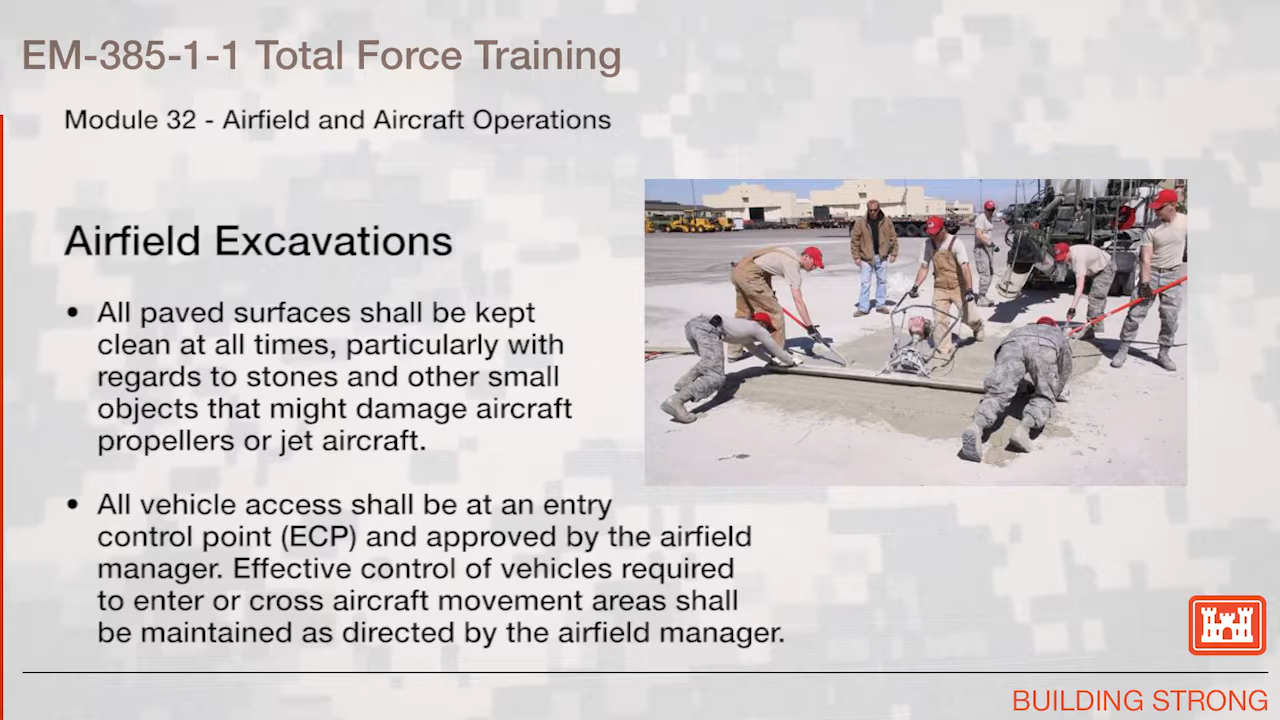 EM-385-1-1 Total Force Training
Module 32 - Airfield and Aircraft Operations
Airfield Excavations
• All paved surfaces shall be kept
clean at all times, particularly with
regards to stones and other small
objects that might damage aircraft
propellers or jet aircraft.
• All vehicle access shall be at an entry
control point (ECP) and approved by the airfield
manager. Effective control of vehicles required
to enter or cross aircraft movement areas shall
be maintained as directed by the airfield manager.
BUILDING STRONG